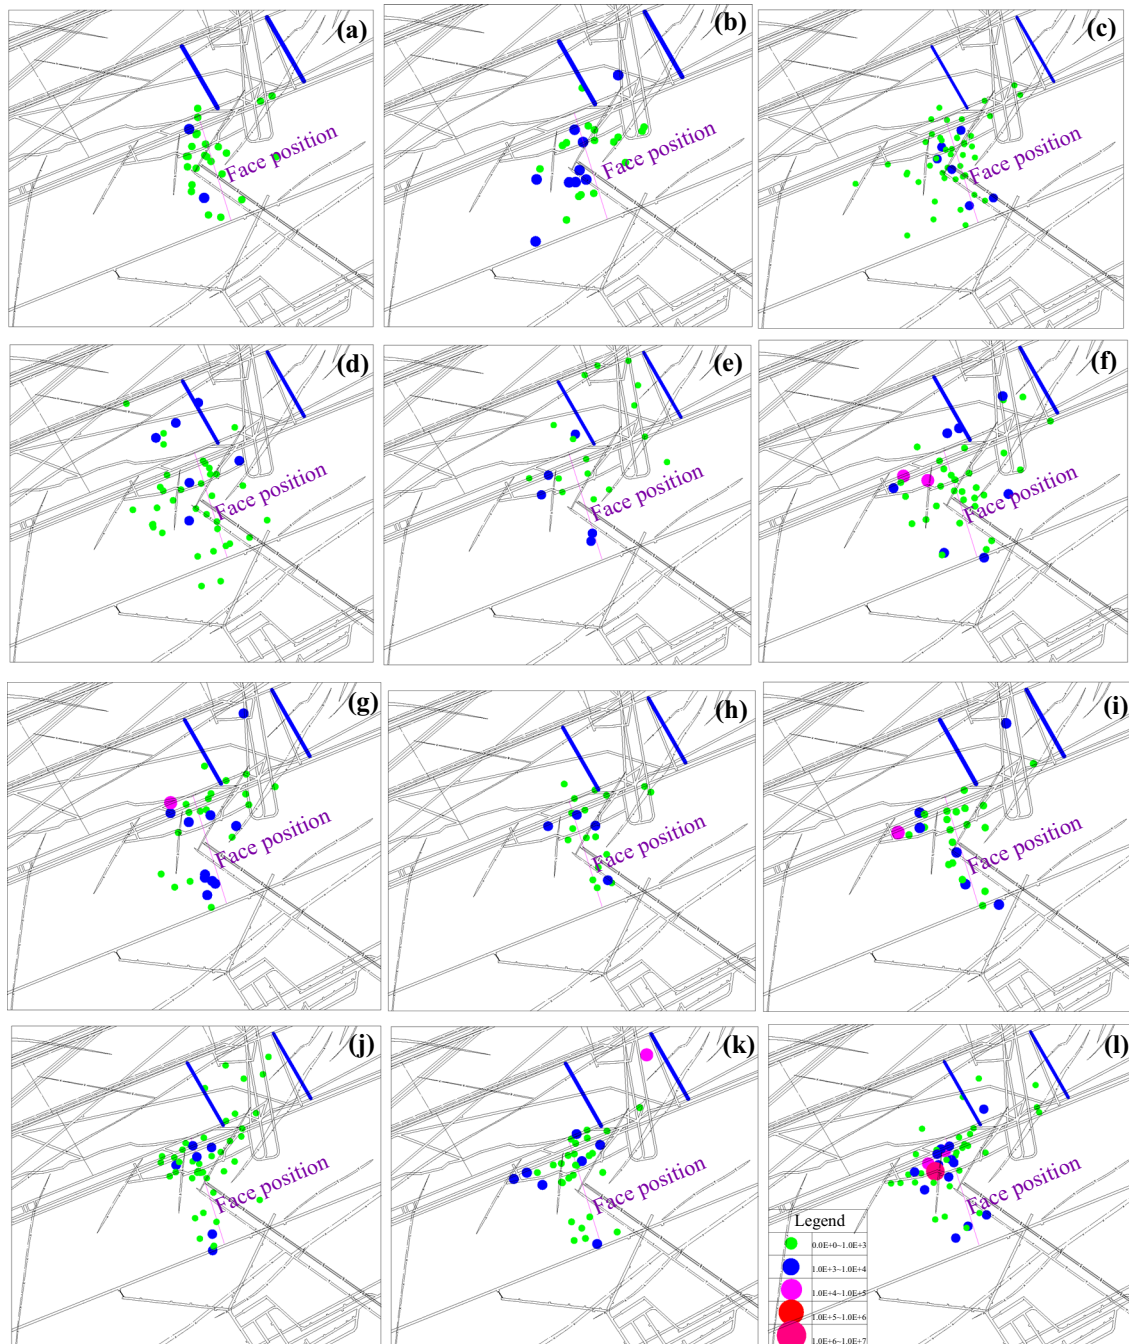 (a)
Face position
(b)
Face position
(c)
Face position
(d)
Face position
(e)
Face position
(f)
Face position
(g)
Face position
(h)
Face position
(i)
Face position
(j)
Face position
(k)
Face position
(l)
Face position
Legend
0.0E+0~1.0E+3
1.0E+3~1.0E+4
1.0E+4~1.0E+5
1.0E+5~1.0E+6
1.0E+6~1.0E+7